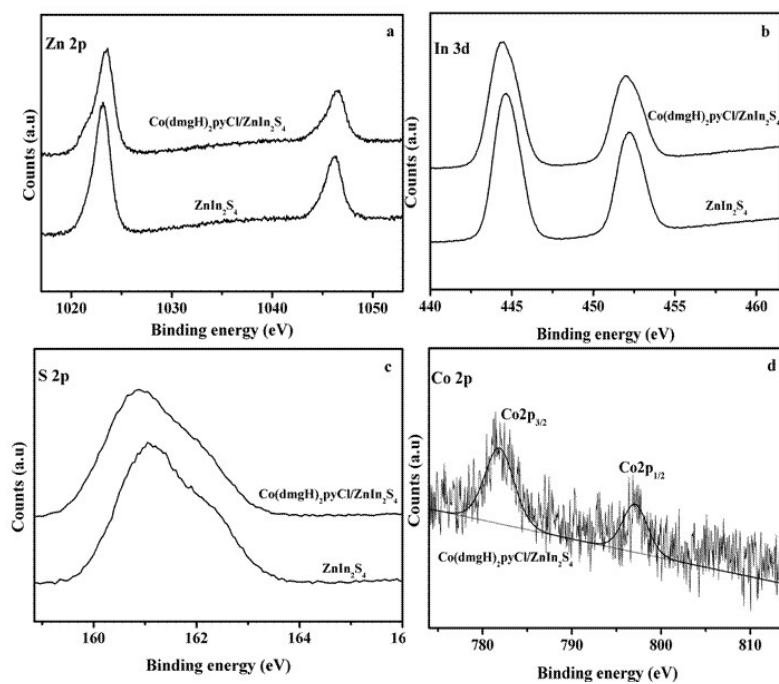 Zn 2p
a
Co(dmgH)₂pyCl/ZnIn₂S₄
ZnIn₂S₄
Counts (a.u)
1020 1030 1040 1050
Binding energy (eV)
In 3d
b
Co(dmgH)₂pyCl/ZnIn₂S₄
ZnIn₂S₄
Counts (a.u)
440 445 450 455 460
Binding energy (eV)
S 2p
c
Co(dmgH)₂pyCl/ZnIn₂S₄
ZnIn₂S₄
Counts (a.u)
160 162 164 16
Binding energy (eV)
Co 2p
d
Co2p₃/₂
Co2p₁/₂
Co(dmgH)₂pyCl/ZnIn₂S₄
Counts (a.u)
780 790 800 810
Binding energy (eV)